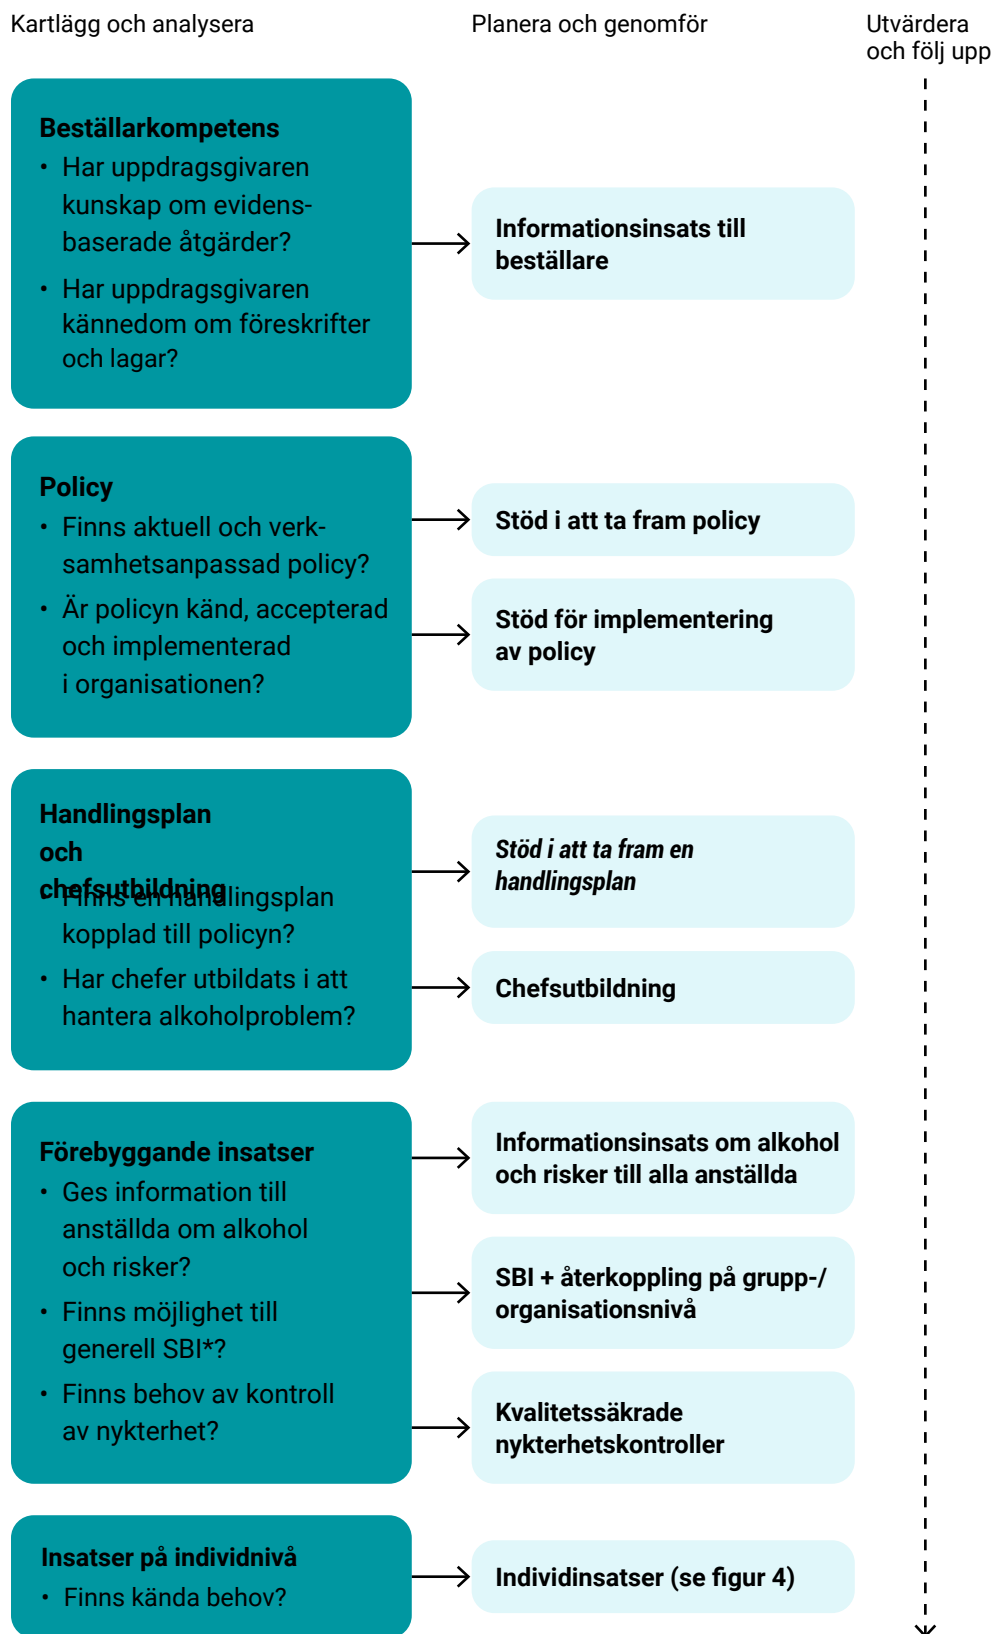 Kartlägg och analysera
Planera och genomför
Utvärdera
och följ upp
Beställarkompetens
• Har uppdragsgivaren
kunskap om evidens-
baserade åtgärder?
• Har uppdragsgivaren
kännedom om föreskrifter
och lagar?
Informationsinsats till
beställare
Policy
• Finns aktuell och verk-
samhetsanpassad policy?
• Är policyn känd, accepterad
och implementerad
i organisationen?
Stöd i att ta fram policy
Stöd för implementering
av policy
Handlingsplan
och
chefsutbildning
• Finns en handlingsplan
kopplad till policyn?
• Har chefer utbildats i att
hantera alkoholproblem?
Stöd i att ta fram en
handlingsplan
Chefsutbildning
Förebyggande insatser
• Ges information till
anställda om alkohol
och risker?
• Finns möjlighet till
generell SBI*?
• Finns behov av kontroll
av nykterhet?
Informationsinsats om alkohol
och risker till alla anställda
SBI + återkoppling på grupp-/
organisationsnivå
Kvalitetssäkrade
nykterhetskontroller
Insatser på individnivå
• Finns kända behov?
Individinsatser (se figur 4)